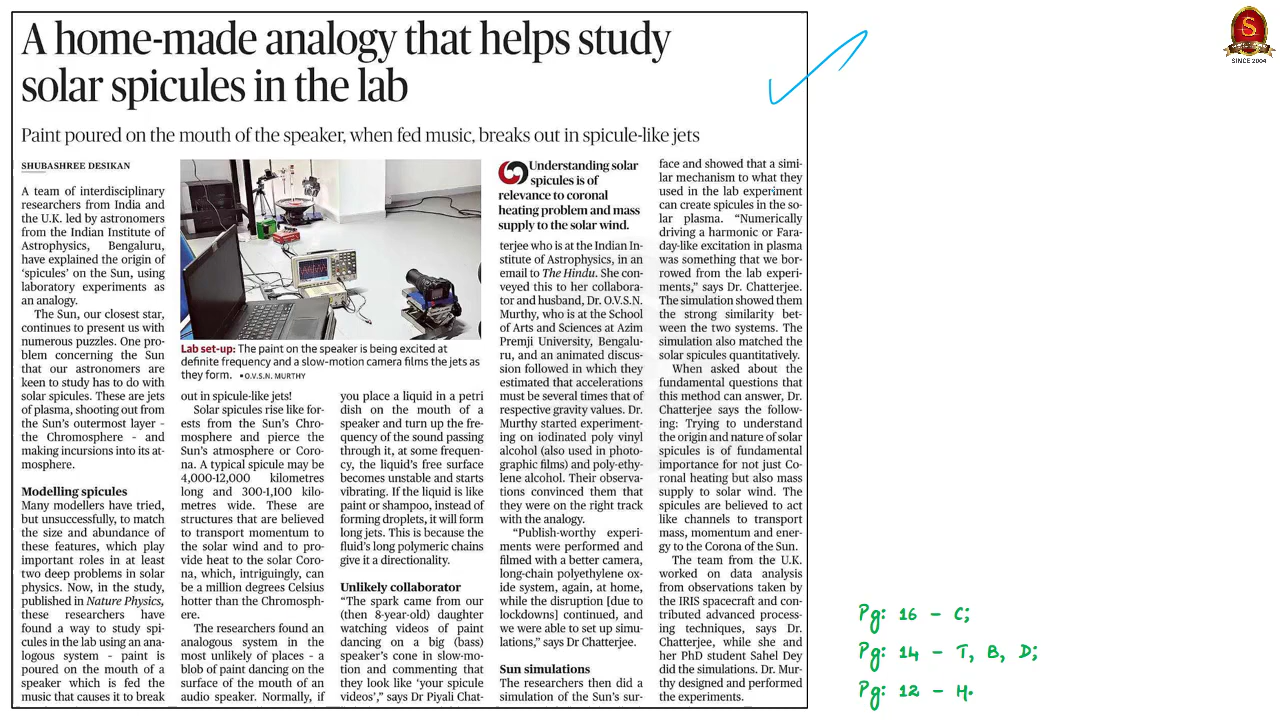 A home-made analogy that helps study
solar spicules in the lab
Paint poured on the mouth of the speaker, when fed music, breaks out in spicule-like jets
SHUBASHREE DESIKAN
A team of interdisciplinary
researchers from India and
the U.K. led by astronomers
from the Indian Institute of
Astrophysics, Bengaluru,
have explained the origin of
'spicules' on the Sun, using
laboratory experiments as
an analogy.
The Sun, our closest star,
continues to present us with
numerous puzzles. One pro-
blem concerning the Sun
that our astronomers are
keen to study has to do with
solar spicules. These are jets
of plasma, shooting out from
the Sun's outermost layer -
the Chromosphere - and
making incursions into its at-
mosphere.
Modelling spicules
Many modellers have tried,
but unsuccessfully, to match
the size and abundance of
these features, which play
important roles in at least
two deep problems in solar
physics. Now, in the study,
published in Nature Physics,
these researchers have
found a way to study spi-
cules in the lab using an ana-
logous system - paint is
poured on the mouth of a
speaker which is fed the
music that causes it to break
Lab set-up: The paint on the speaker is being excited at
definite frequency and a slow-motion camera films the jets as
they form. ▪ O.V.S.N. MURTHY
out in spicule-like jets!
Solar spicules rise like for-
ests from the Sun's Chro-
mosphere and pierce the
Sun's atmosphere or Coro-
na. A typical spicule may be
4,000-12,000 kilometres
long and 300-1,100 kilo-
metres wide. These are
structures that are believed
to transport momentum to
the solar wind and to pro-
vide heat to the solar Coro-
na, which, intriguingly, can
be a million degrees Celsius
hotter than the Chromosph-
ere.
The researchers found an
analogous system in the
most unlikely of places - a
blob of paint dancing on the
surface of the mouth of an
audio speaker. Normally, if
you place a liquid in a petri
dish on the mouth of a
speaker and turn up the fre-
quency of the sound passing
through it, at some frequen-
cy, the liquid's free surface
becomes unstable and starts
vibrating. If the liquid is like
paint or shampoo, instead of
forming droplets, it will form
long jets. This is because the
fluid's long polymeric chains
give it a directionality.
Unlikely collaborator
"The spark came from our
(then 8-year-old) daughter
watching videos of paint
dancing on a big (bass)
speaker's cone in slow-mo-
tion and commenting that
they look like 'your spicule
videos'," says Dr Piyali Chat-
Understanding solar
spicules is of
relevance to coronal
heating problem and mass
supply to the solar wind.
terjee who is at the Indian In-
stitute of Astrophysics, in an
email to The Hindu. She con-
veyed this to her collabora-
tor and husband, Dr. O.V.S.N.
Murthy, who is at the School
of Arts and Sciences at Azim
Premji University, Bengalu-
ru, and an animated discus-
sion followed in which they
estimated that accelerations
must be several times that of
respective gravity values. Dr.
Murthy started experiment-
ing on iodinated poly vinyl
alcohol (also used in photo-
graphic films) and poly-ethy-
lene alcohol. Their observa-
tions convinced them that
they were on the right track
with the analogy.
"Publish-worthy experi-
ments were performed and
filmed with a better camera,
long-chain polyethylene ox-
ide system, again, at home,
while the disruption [due to
lockdowns] continued, and
we were able to set up simu-
lations," says Dr Chatterjee.
Sun simulations
The researchers then did a
simulation of the Sun's sur-
face and showed that a simi-
lar mechanism to what they
used in the lab experiment
can create spicules in the so-
lar plasma. "Numerically
driving a harmonic or Fara-
day-like excitation in plasma
was something that we bor-
rowed from the lab experi-
ments," says Dr. Chatterjee.
The simulation showed them
the strong similarity bet-
ween the two systems. The
simulation also matched the
solar spicules quantitatively.
When asked about the
fundamental questions that
this method can answer, Dr.
Chatterjee says the follow-
ing: Trying to understand
the origin and nature of solar
spicules is of fundamental
importance for not just Co-
ronal heating but also mass
supply to solar wind. The
spicules are believed to act
like channels to transport
mass, momentum and ener-
gy to the Corona of the Sun.
The team from the U.K.
worked on data analysis
from observations taken by
the IRIS spacecraft and con-
tributed advanced process-
ing techniques, says Dr.
Chatterjee, while she and
her PhD student Sahel Dey
did the simulations. Dr. Mur-
thy designed and performed
the experiments.
S
SINCE 2004
Pg: 16 - C;
Pg: 14 - T, B, D;
Pg: 12 - H.